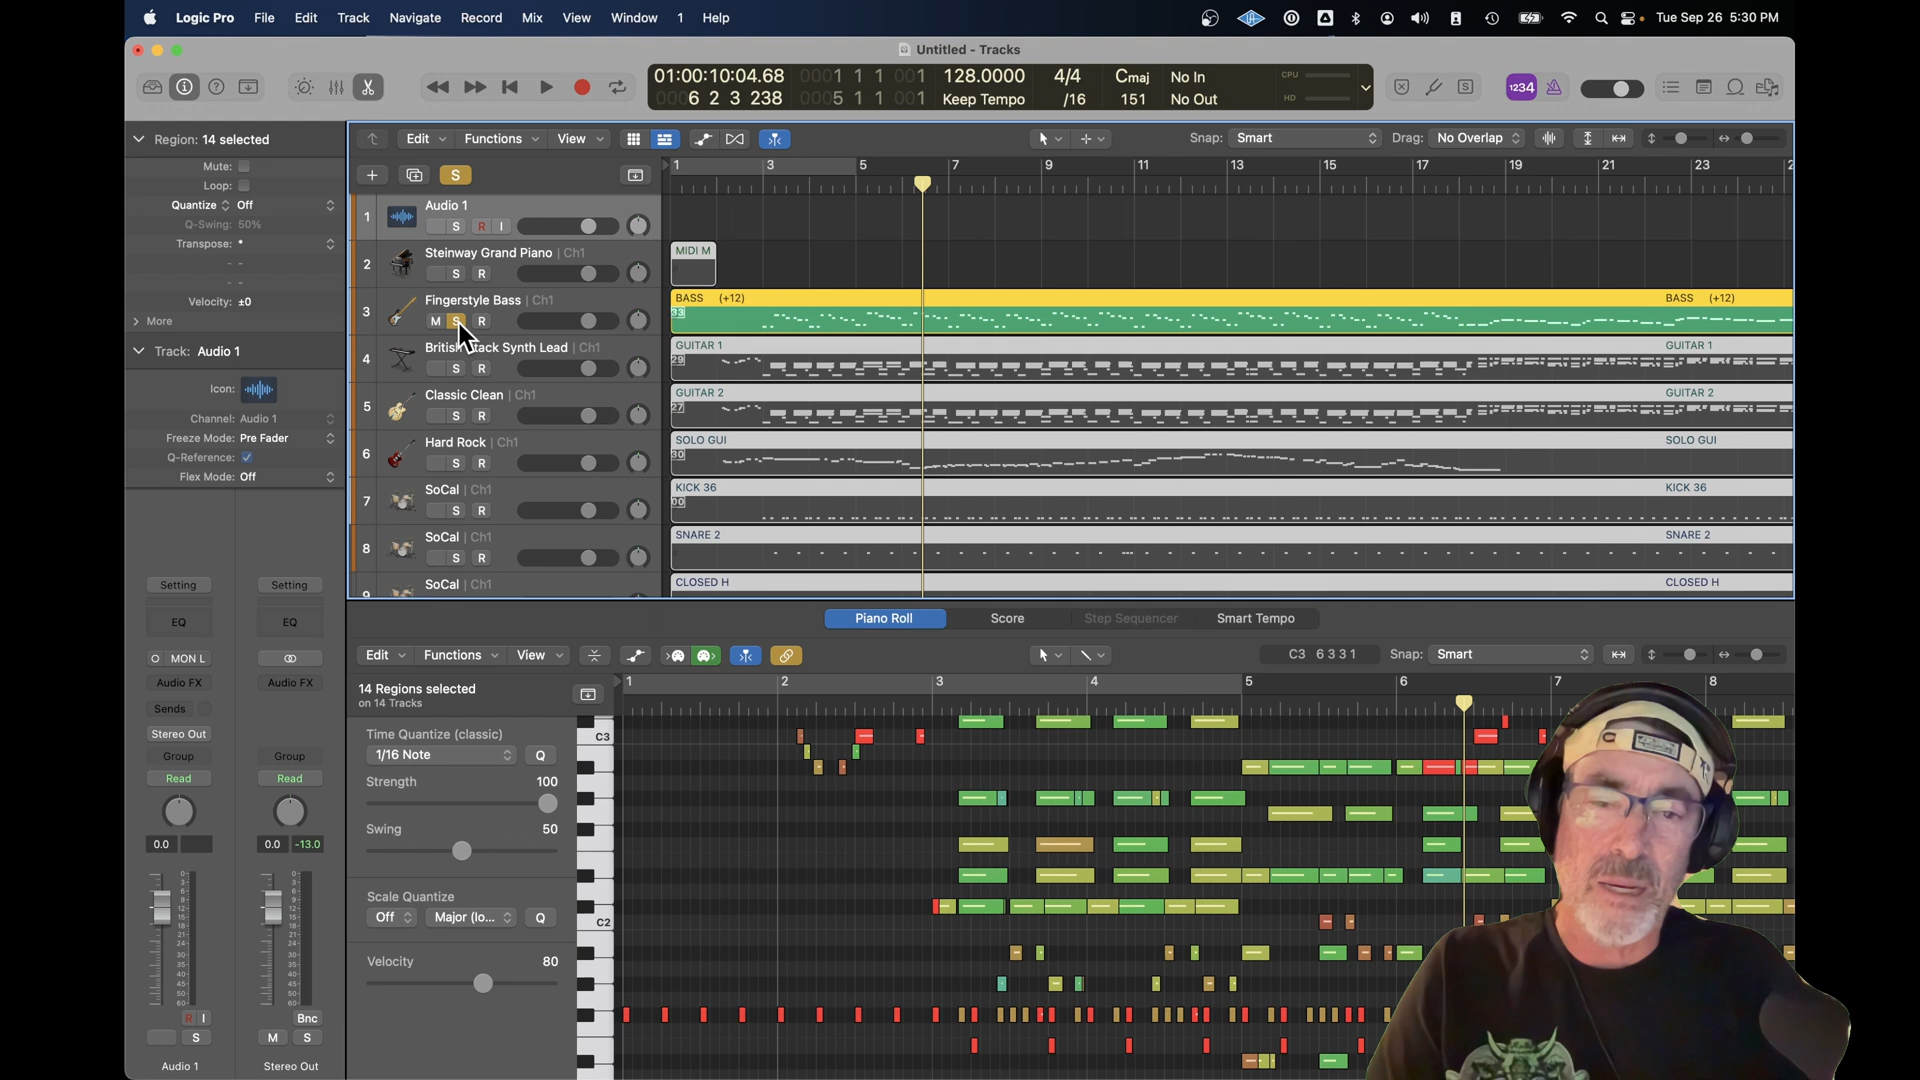 Logic Pro File Edit Track Navigate Record Mix View Window 1 Help
Tue Sep 26 5:30 PM
Untitled - Tracks
01:00:10:04.68 0001 1 1 001 128.0000 4/4 Cmaj No In
0006 2 3 238 0005 1 1 001 Keep Tempo /16 151 No Out
CPU
HD
1234
Region: 14 selected
Mute:
Loop:
Quantize Off
Q-Swing: 50%
Transpose:
Velocity: ±0
More
Track: Audio 1
Icon:
Channel: Audio 1
Freeze Mode: Pre Fader
Q-Reference:
Flex Mode: Off
Setting Setting
EQ EQ
MON L
Audio FX Audio FX
Sends
Stereo Out
Group Group
Read Read
0.0 0.0 -13.0
R I Bnc
S M S
Audio 1 Stereo Out
Edit Functions View
Snap: Smart Drag: No Overlap
S
1 3 5 7 9 11 13 15 17 19 21 23
1 Audio 1
S R I
2 Steinway Grand Piano | Ch1
S R
MIDI M
3 Fingerstyle Bass | Ch1
M S R
BASS (+12) BASS (+12)
33
4 British Stack Synth Lead | Ch1
S R
GUITAR 1 GUITAR 1
29
5 Classic Clean | Ch1
S R
GUITAR 2 GUITAR 2
27
6 Hard Rock | Ch1
S R
SOLO GUI SOLO GUI
30
7 SoCal | Ch1
S R
KICK 36 KICK 36
00
8 SoCal | Ch1
S R
SNARE 2 SNARE 2
9 SoCal | Ch1
CLOSED H CLOSED H
Piano Roll Score Step Sequencer Smart Tempo
Edit Functions View
C3 6 3 3 1 Snap: Smart
14 Regions selected
on 14 Tracks
1 2 3 4 5 6 7 8
Time Quantize (classic)
1/16 Note Q
Strength 100
Swing 50
Scale Quantize
Off Major (lo... Q
Velocity 80
C3
C2